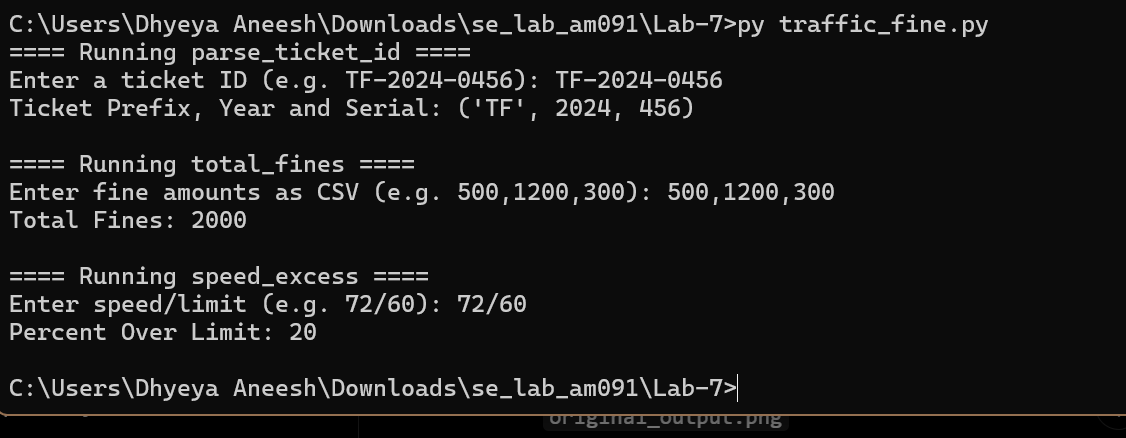 C:\Users\Dhyeya Aneesh\Downloads\se_lab_am091\Lab-7>py traffic_fine.py
==== Running parse_ticket_id ====
Enter a ticket ID (e.g. TF-2024-0456): TF-2024-0456
Ticket Prefix, Year and Serial: ('TF', 2024, 456)

==== Running total_fines ====
Enter fine amounts as CSV (e.g. 500,1200,300): 500,1200,300
Total Fines: 2000

==== Running speed_excess ====
Enter speed/limit (e.g. 72/60): 72/60
Percent Over Limit: 20

C:\Users\Dhyeya Aneesh\Downloads\se_lab_am091\Lab-7>
original_output.png